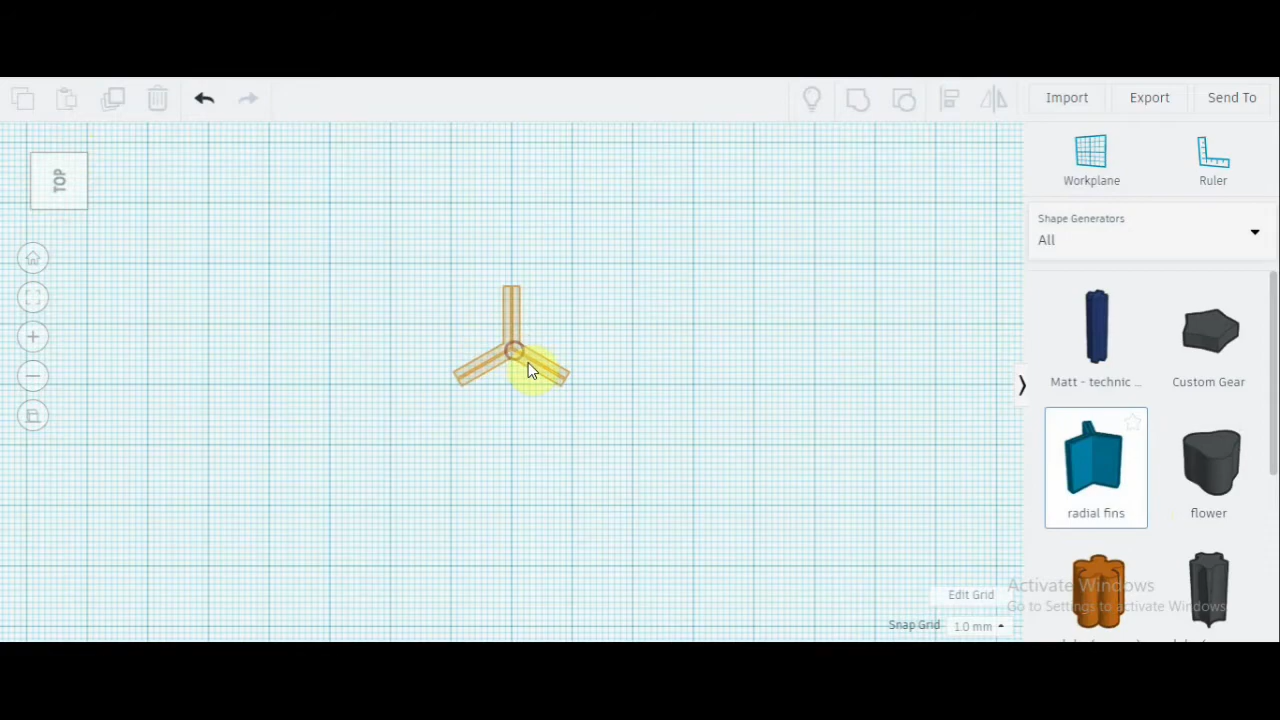 Import
Export
Send To
TOP
Workplane
Ruler
Shape Generators
All
Matt - technic ...
Custom Gear
radial fins
flower
Activate Windows
Go to Settings to activate Windows.
Edit Grid
Snap Grid
1.0 mm